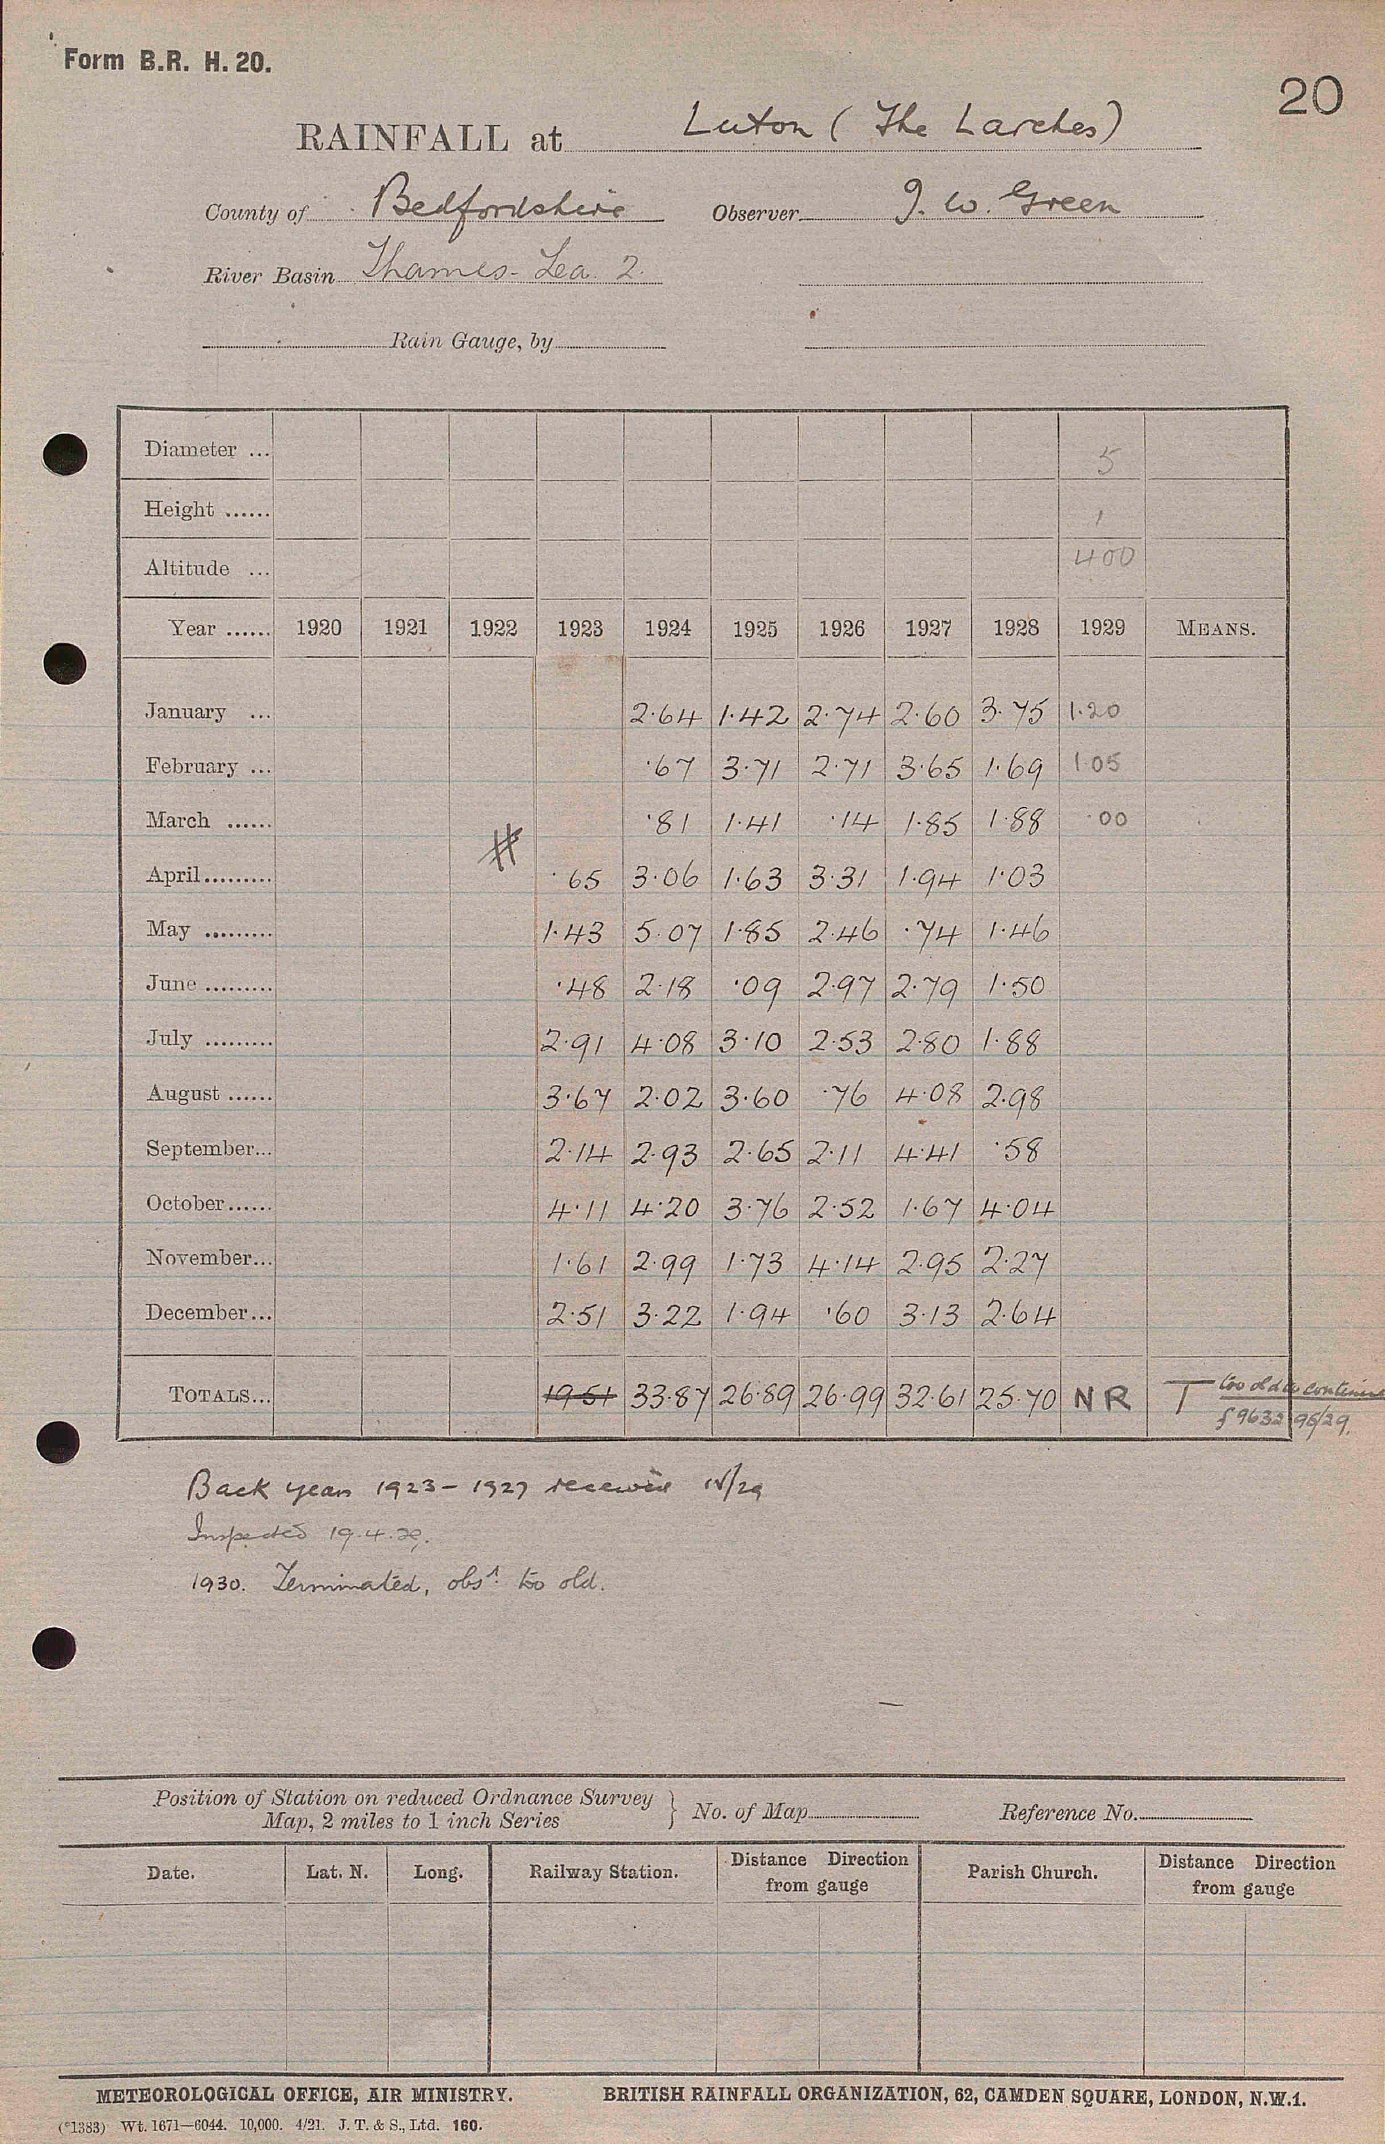 Form B.R. H. 20.
20
RAINFALL at Luton (The Larches)
County of Bedfordshire Observer J. W. Green
River Basin Thames - Lea. 2.
Rain Gauge, by
Diameter ... 5
Height ...... 1
Altitude ... 400
Year ...... 1920 1921 1922 1923 1924 1925 1926 1927 1928 1929 MEANS.
January ... 2.64 1.42 2.74 2.60 3.75 1.20
February ... .67 3.71 2.71 3.65 1.69 1.05
March ...... .81 1.41 .14 1.85 1.88 .00
#
April......... .65 3.06 1.63 3.31 1.94 1.03
May ......... 1.43 5.07 1.85 2.46 .74 1.46
June ......... .48 2.18 .09 2.97 2.79 1.50
July ......... 2.91 4.08 3.10 2.53 2.80 1.88
August ...... 3.67 2.02 3.60 .76 4.08 2.98
September... 2.14 2.93 2.65 2.11 4.41 .58
October...... 4.11 4.20 3.76 2.52 1.67 4.04
November... 1.61 2.99 1.73 4.14 2.95 2.27
December... 2.51 3.22 1.94 .60 3.13 2.64
TOTALS... 19.51 33.87 26.89 26.99 32.61 25.70 NR T too old to continue
9632 /29.
Back years 1923 - 1927 received IV/29
Inspected 19.4.29.
1930. Terminated, obsr. too old.
Position of Station on reduced Ordnance Survey
Map, 2 miles to 1 inch Series } No. of Map Reference No.
Date. Lat. N. Long. Railway Station. Distance Direction Parish Church. Distance Direction
from gauge from gauge
METEOROLOGICAL OFFICE, AIR MINISTRY. BRITISH RAINFALL ORGANIZATION, 62, CAMDEN SQUARE, LONDON, N.W.1.
(*1383) Wt. 1671—6044. 10,000. 4/21. J. T. & S., Ltd. 160.